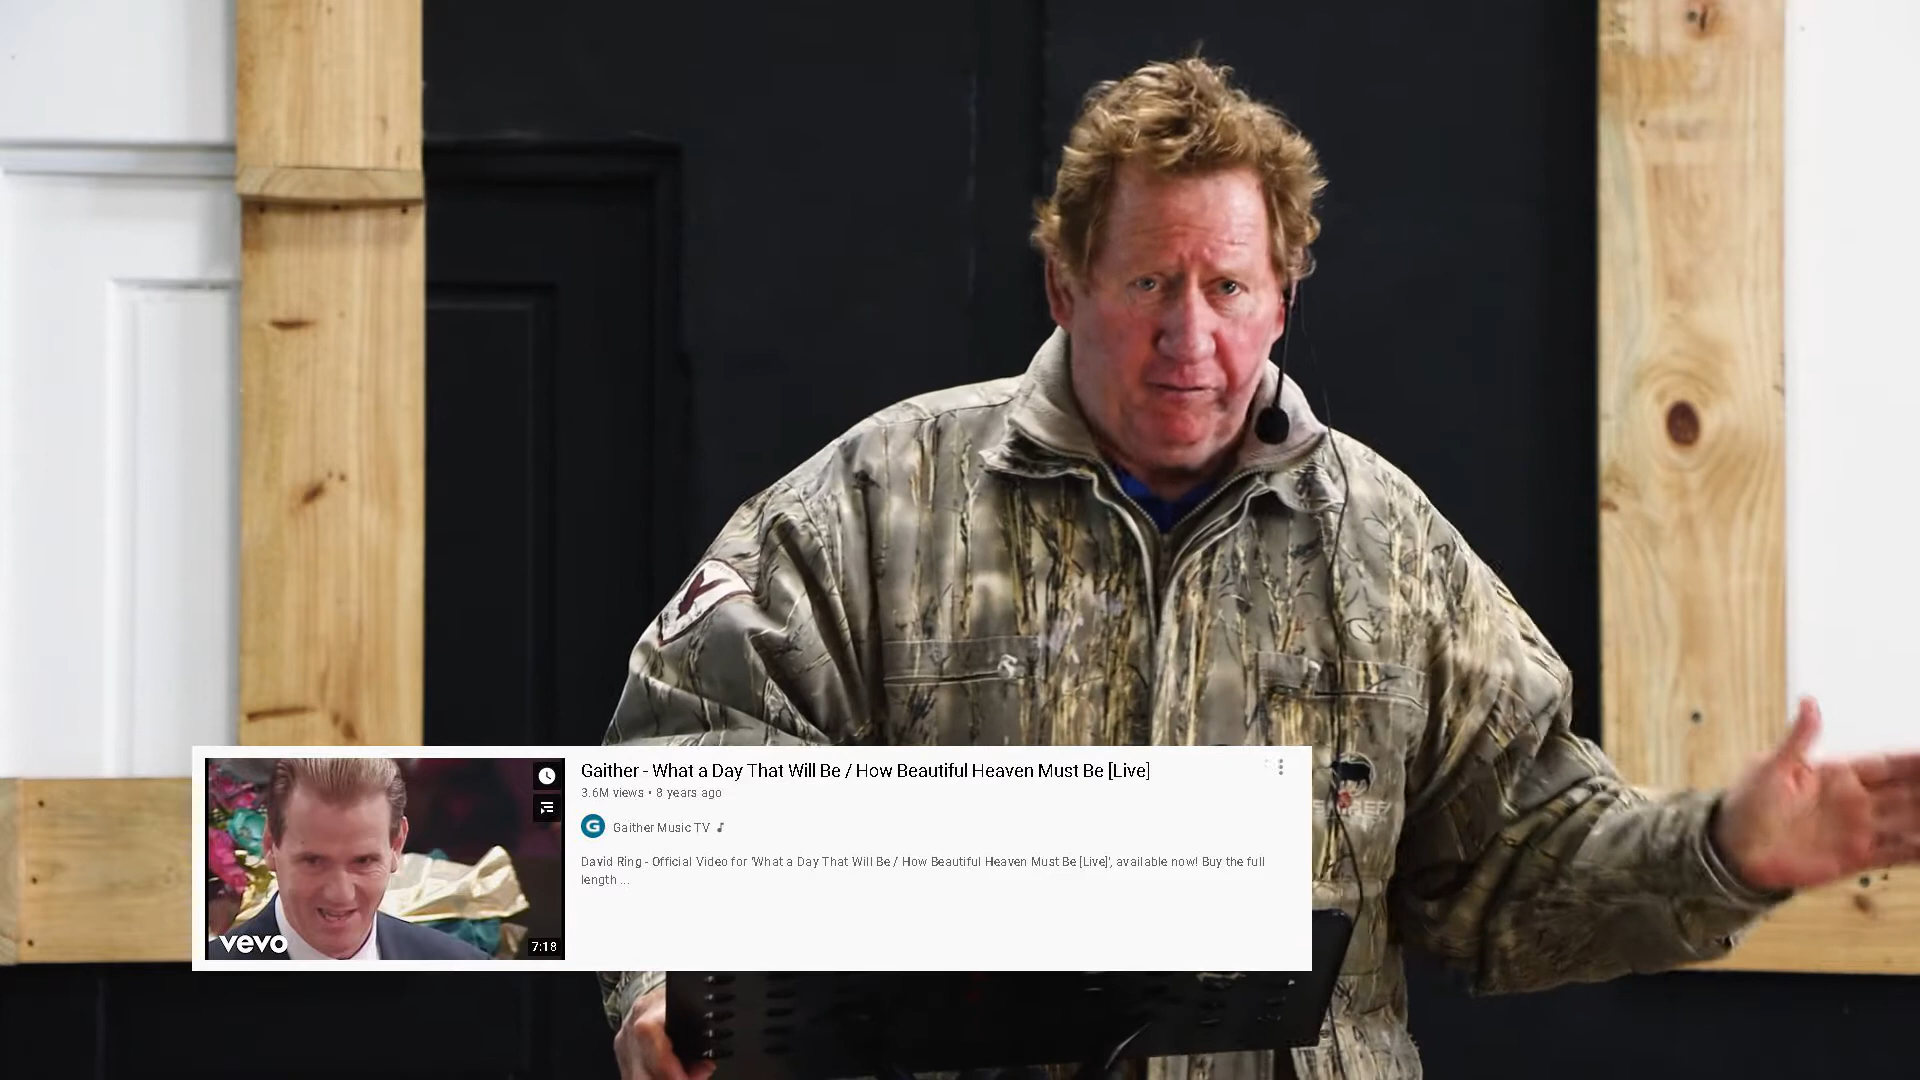 Gaither - What a Day That Will Be / How Beautiful Heaven Must Be [Live]
3.6M views • 8 years ago
G
Gaither Music TV
David Ring - Official Video for 'What a Day That Will Be / How Beautiful Heaven Must Be [Live]', available now! Buy the full
length ...
vevo
7:18